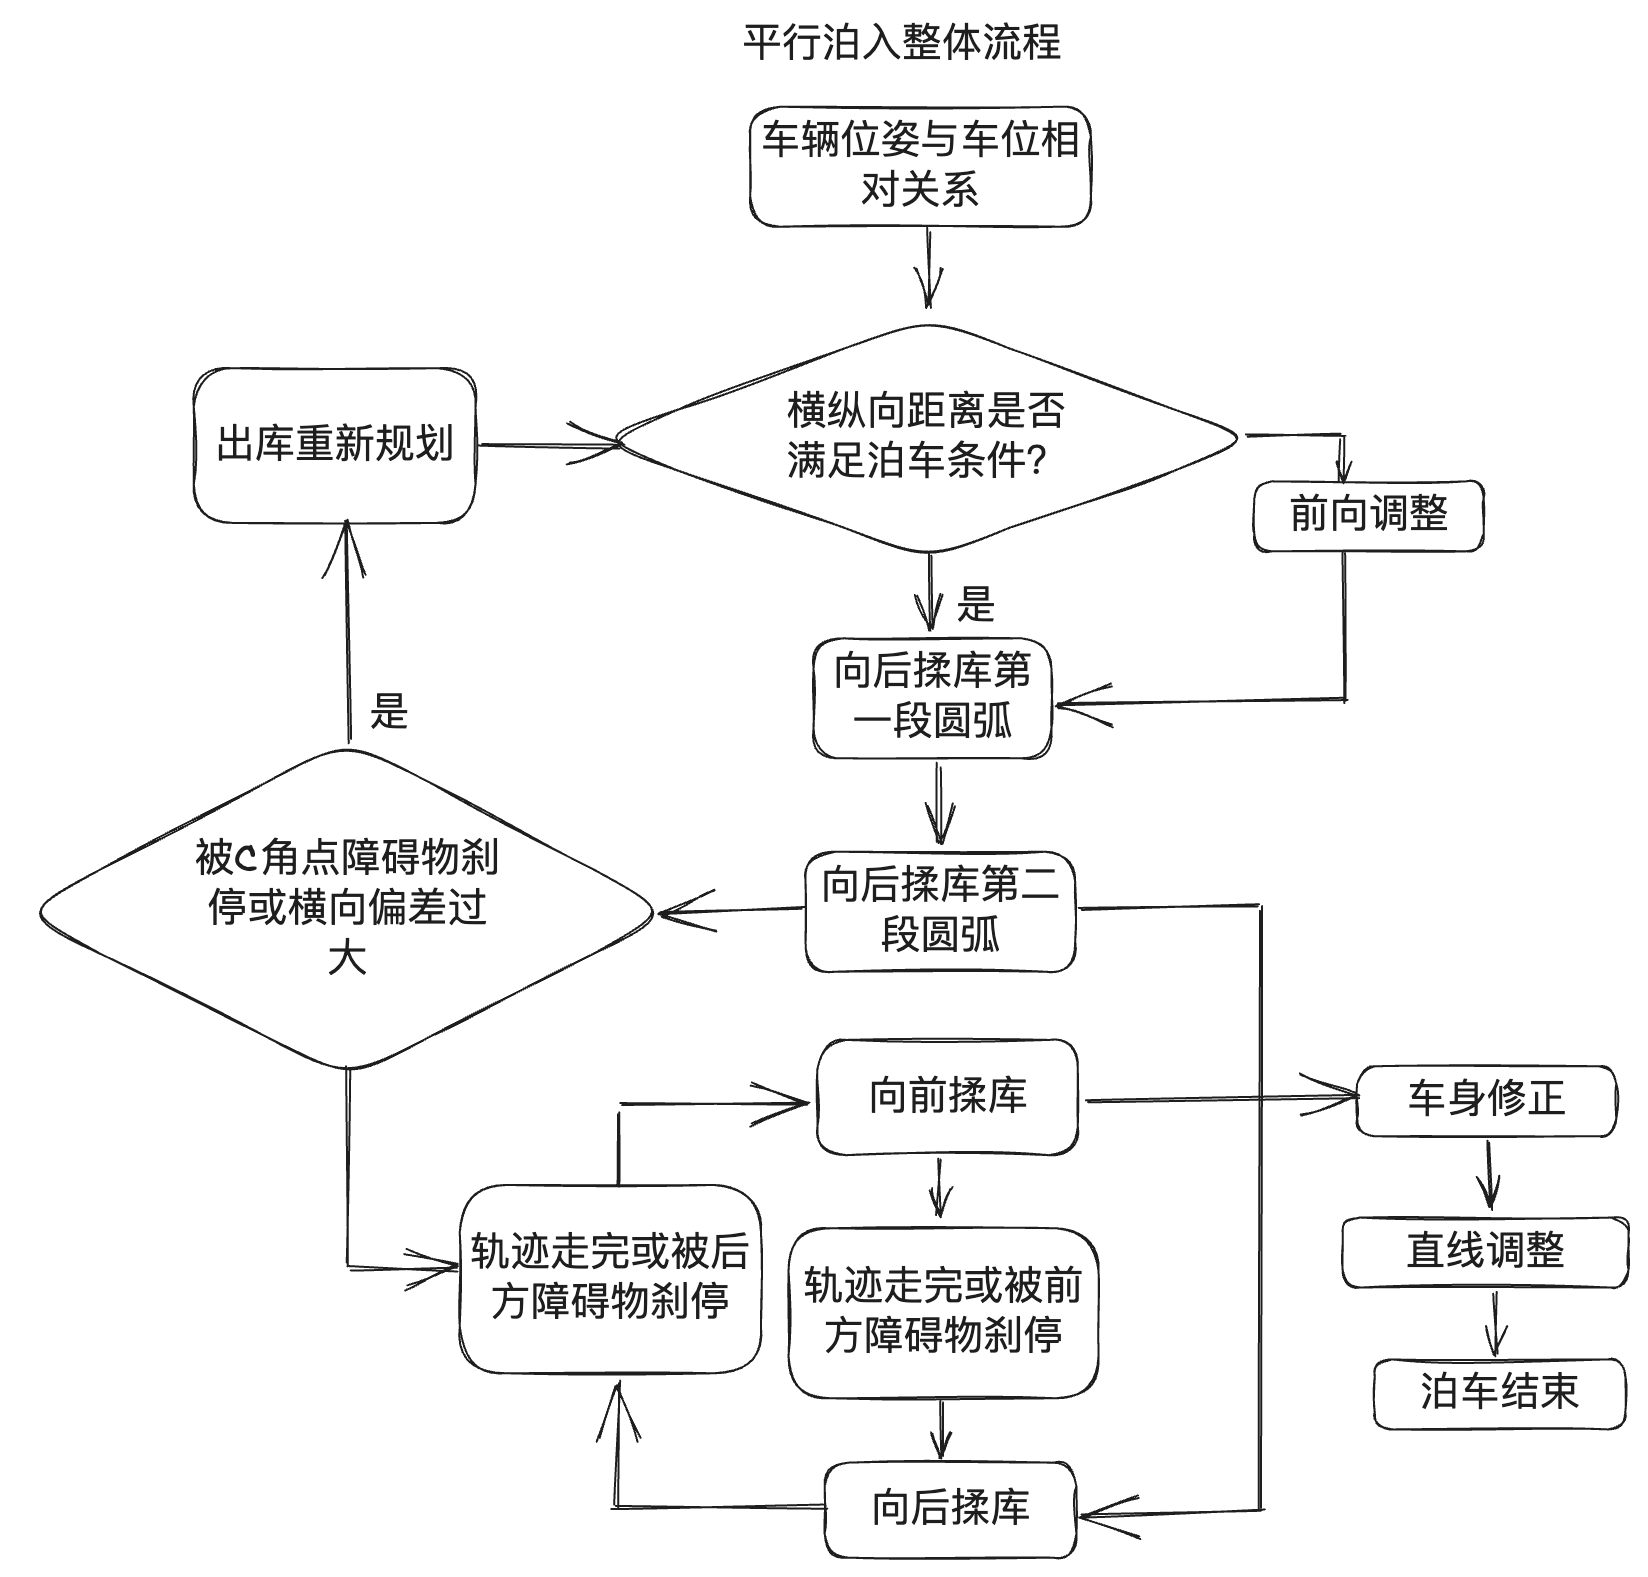 平行泊入整体流程
车辆位姿与车位相
对关系
横纵向距离是否
满足泊车条件?
出库重新规划
前向调整
是
向后揉库第
一段圆弧
是
被C角点障碍物刹
停或横向偏差过
大
向后揉库第二
段圆弧
向前揉库
车身修正
轨迹走完或被后
方障碍物刹停
轨迹走完或被前
方障碍物刹停
直线调整
泊车结束
向后揉库